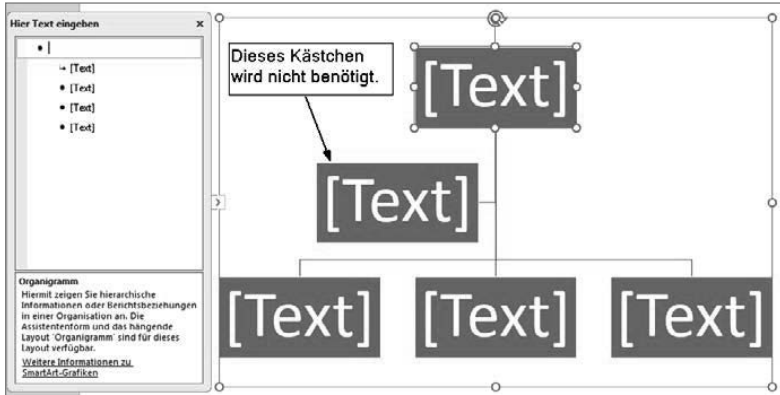 Hier Text eingeben
[Text]
[Text]
[Text]
[Text]
Organigramm
Hiermit zeigen Sie hierarchische
Informationen oder Berichtsbeziehungen
in einer Organisation an. Die
Assistentenform und das hängende
Layout 'Organigramm' sind für dieses
Layout verfügbar.
Weitere Informationen zu
SmartArt-Grafiken
Dieses Kästchen
wird nicht benötigt.
[Text]
[Text]
[Text] [Text] [Text]